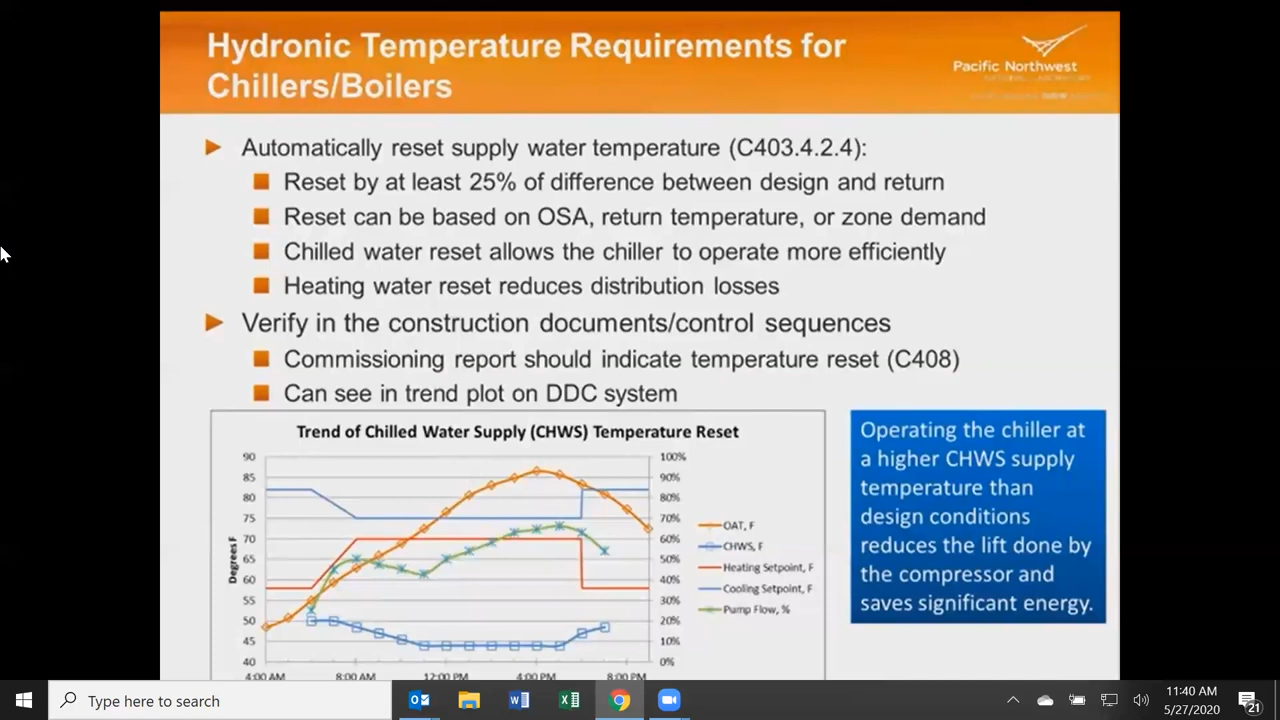 Hydronic Temperature Requirements for
Chillers/Boilers
Pacific Northwest
NATIONAL LABORATORY
Automatically reset supply water temperature (C403.4.2.4):
Reset by at least 25% of difference between design and return
Reset can be based on OSA, return temperature, or zone demand
Chilled water reset allows the chiller to operate more efficiently
Heating water reset reduces distribution losses
Verify in the construction documents/control sequences
Commissioning report should indicate temperature reset (C408)
Can see in trend plot on DDC system
Trend of Chilled Water Supply (CHWS) Temperature Reset
90 100%
85 90%
80 80%
75 70%
70 60%
65 50%
60 40%
55 30%
50 20%
45 10%
40 0%
Degrees F
4:00 AM 8:00 AM 12:00 PM 4:00 PM 8:00 PM
OAT, F
CHWS, F
Heating Setpoint, F
Cooling Setpoint, F
Pump Flow, %
Operating the chiller at
a higher CHWS supply
temperature than
design conditions
reduces the lift done by
the compressor and
saves significant energy.
Type here to search
11:40 AM
5/27/2020
21